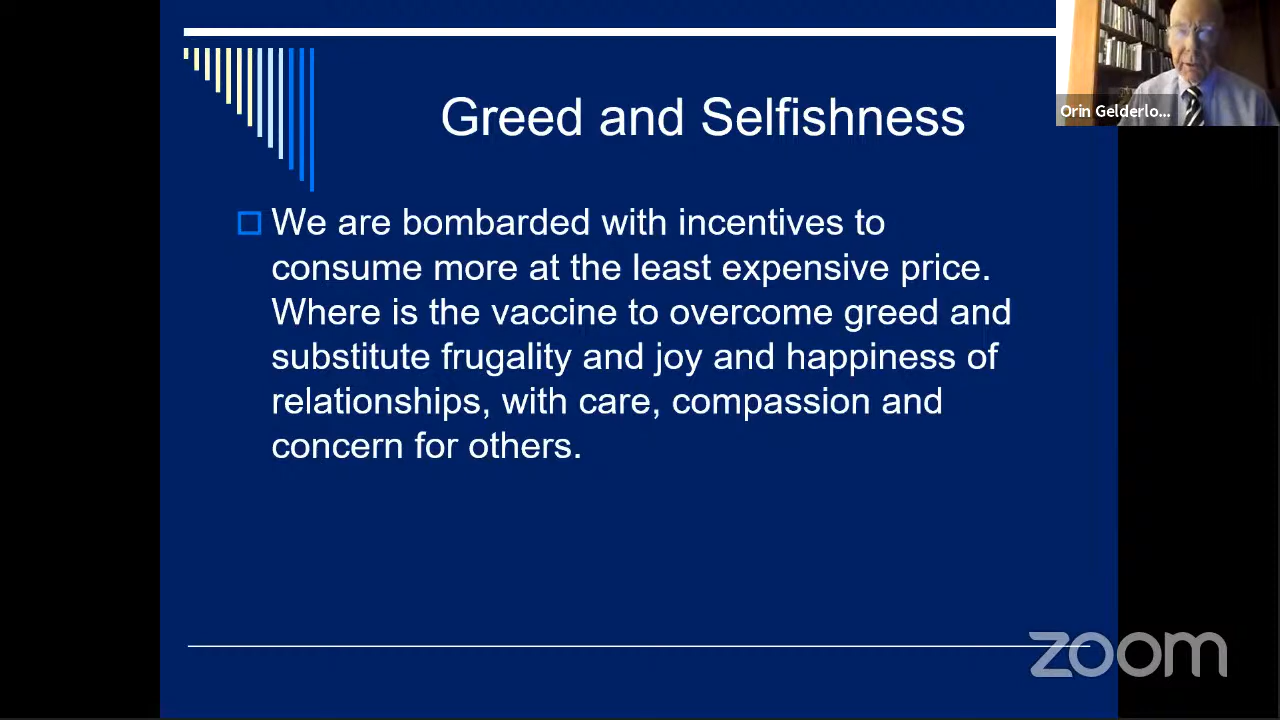 Greed and Selfishness
Orin Gelderlo...
We are bombarded with incentives to
consume more at the least expensive price.
Where is the vaccine to overcome greed and
substitute frugality and joy and happiness of
relationships, with care, compassion and
concern for others.
zoom